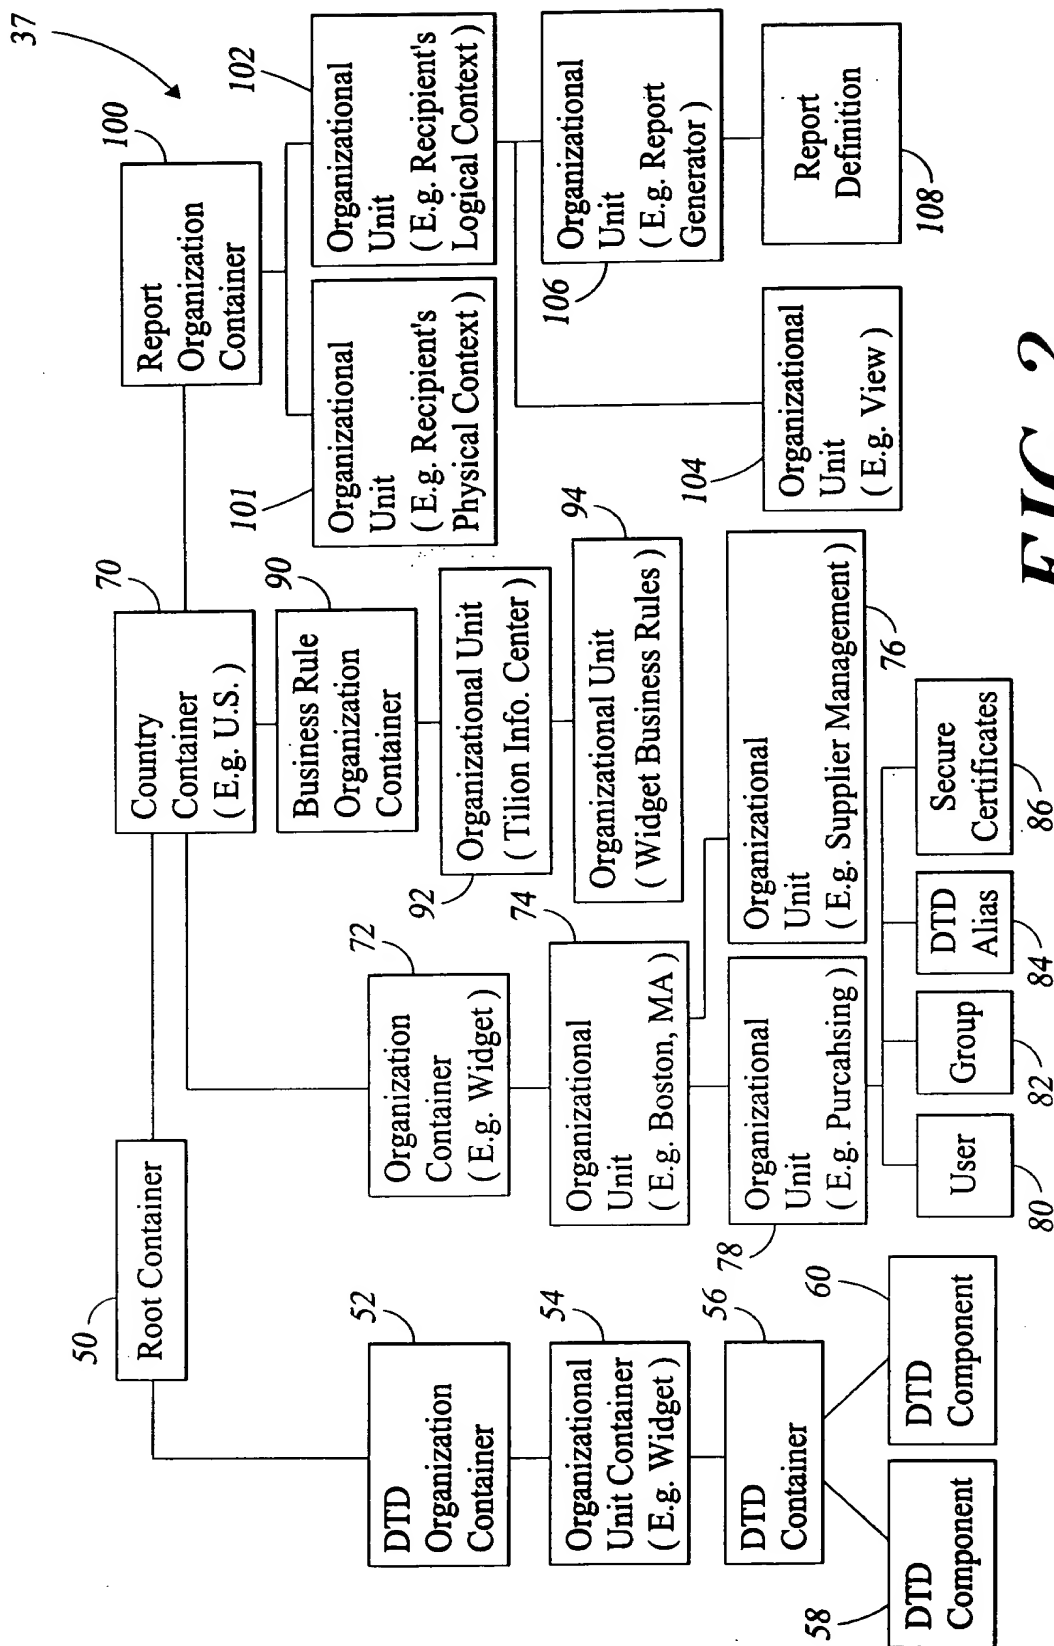 37
50
Root Container
70
Country
Container
( E.g. U.S. )
100
Report
Organization
Container
52
DTD
Organization
Container
72
Organization
Container
( E.g. Widget )
90
Business Rule
Organization
Container
101
Organizational
Unit
( E.g. Recipient's
Physical Context )
102
Organizational
Unit
( E.g. Recipient's
Logical Context )
54
Organizational
Unit Container
( E.g. Widget )
74
Organizational
Unit
( E.g. Boston, MA )
92
Organizational Unit
( Tilion Info. Center )
94
Organizational Unit
( Widget Business Rules )
106
Organizational
Unit
( E.g. Report
Generator )
56
DTD
Container
78
Organizational
Unit
( E.g. Purcahsing )
76
Organizational
Unit
( E.g. Supplier Management )
104
Organizational
Unit
( E.g. View )
108
Report
Definition
58
DTD
Component
60
DTD
Component
80
User
82
Group
84
DTD
Alias
86
Secure
Certificates
FIG. 2